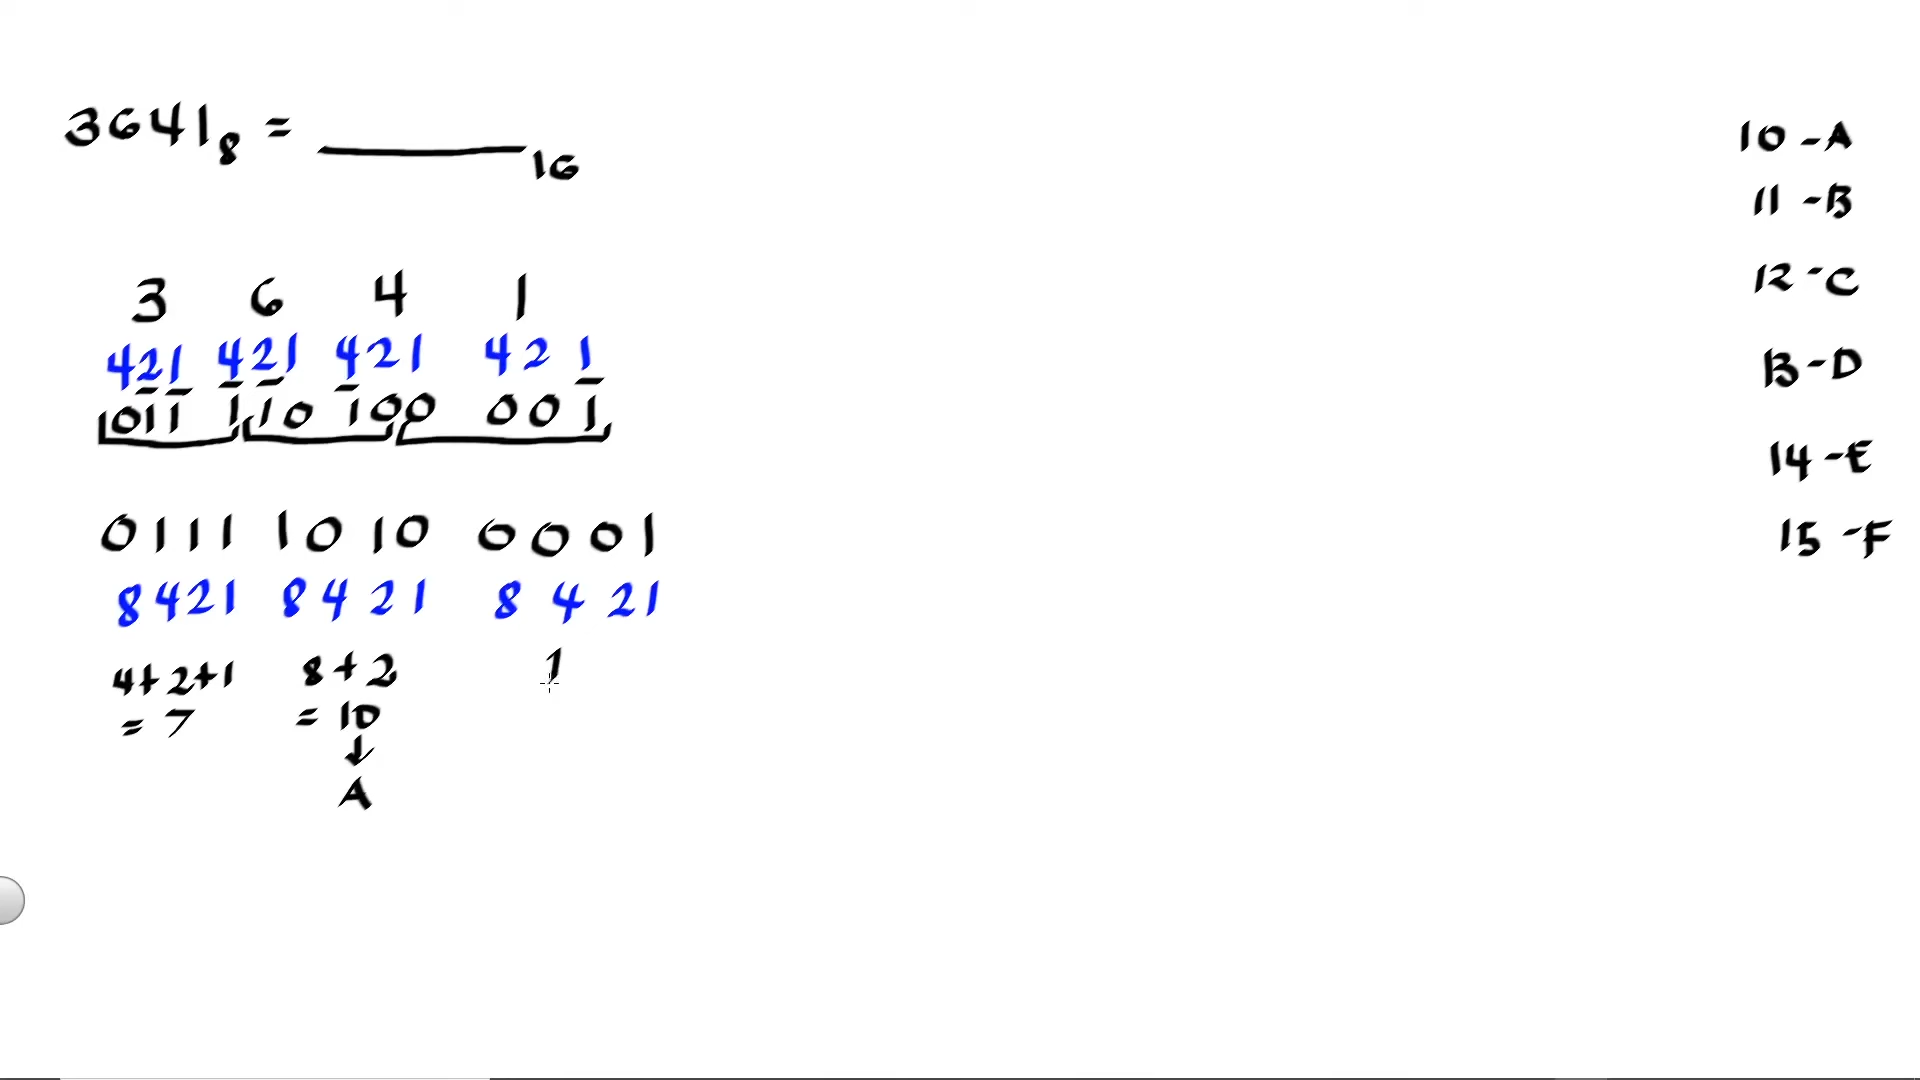 3641₈ = ______₁₆
3 6 4 1
421 421 421 421
011 110 100 001
0111 1010 0001
8421 8421 8421
4+2+1 8+2 1
= 7 = 10
↓
A
10 - A
11 - B
12 - C
13 - D
14 - E
15 - F